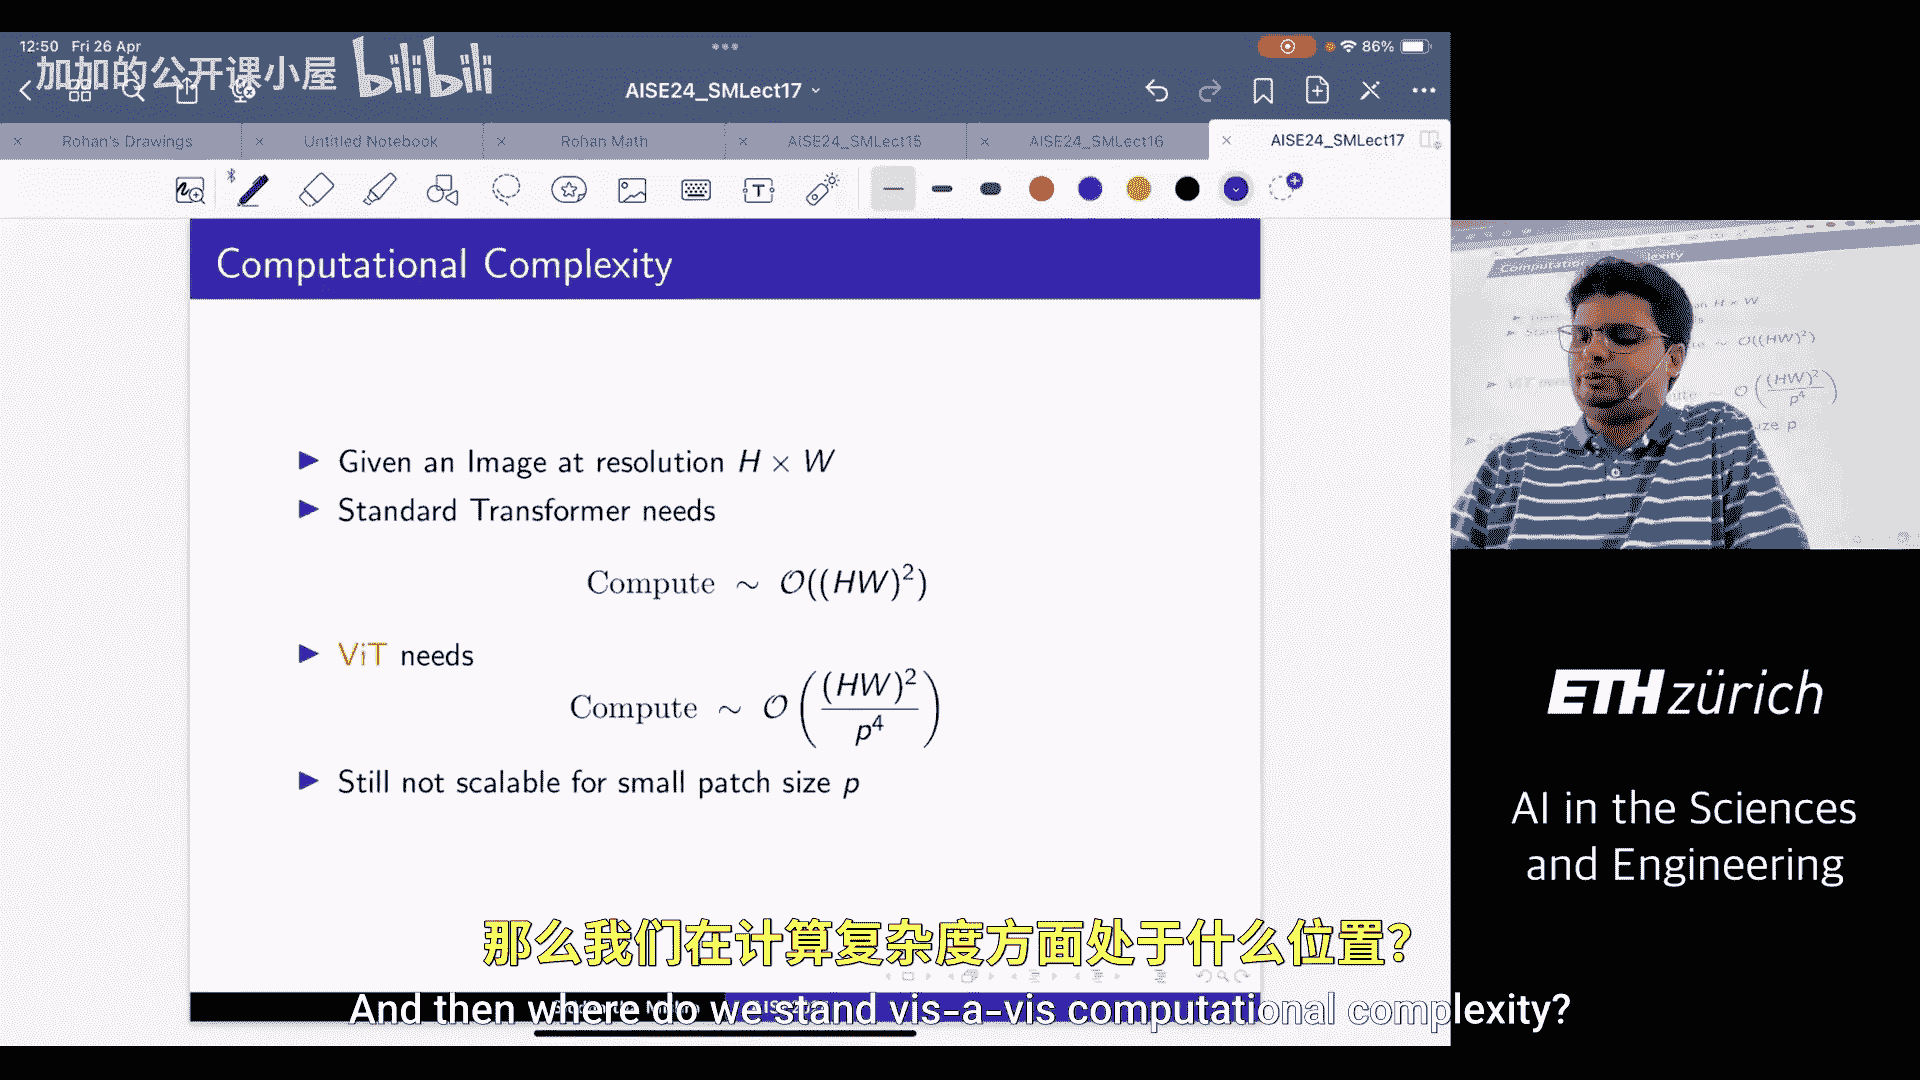 12:50 Fri 26 Apr
86%
加加的公开课小屋 bilibili
AISE24_SMLect17
Rohan's Drawings
Untitled Notebook
Rohan Math
AISE24_SMLect15
AISE24_SMLect16
AISE24_SMLect17
Computational Complexity
Given an Image at resolution H × W
Standard Transformer needs
Compute ∼ O((HW)²)
ViT needs
Compute ∼ O((HW)²/p⁴)
Still not scalable for small patch size p
ETH zürich
AI in the Sciences
and Engineering
那么我们在计算复杂度方面处于什么位置?
And then where do we stand vis-a-vis computational complexity?